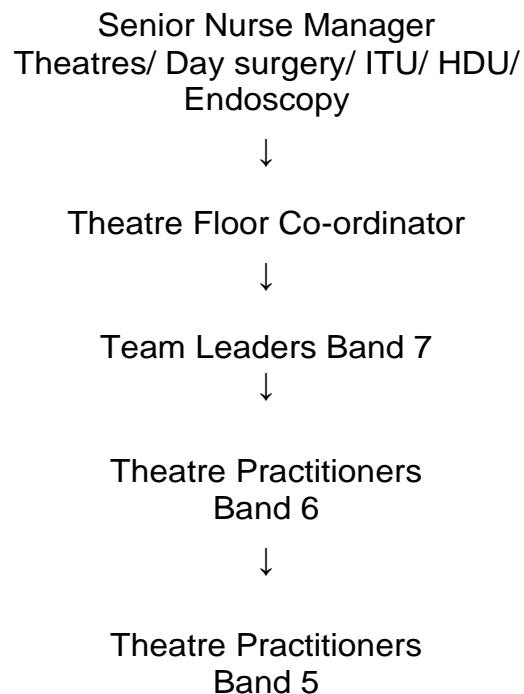 Senior Nurse Manager
Theatres/ Day surgery/ ITU/ HDU/
Endoscopy
↓
Theatre Floor Co-ordinator
↓
Team Leaders Band 7
↓
Theatre Practitioners
Band 6
↓
Theatre Practitioners
Band 5